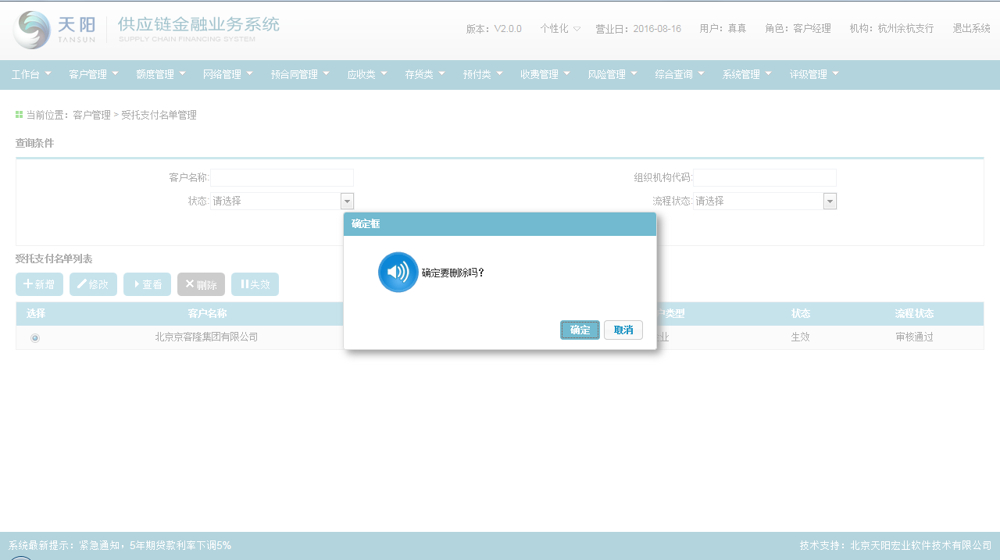 天阳 供应链金融业务系统
TANSUN SUPPLY CHAIN FINANCING SYSTEM
版本：V2.0.0 个性化 营业日：2016-08-16 用户：真真 角色：客户经理 机构：杭州余杭支行 退出系统
工作台 客户管理 额度管理 网络管理 预合同管理 应收类 存货类 预付类 收费管理 风险管理 综合查询 系统管理 评级管理
当前位置：客户管理 > 受托支付名单管理
查询条件
客户名称: 组织机构代码:
状态: 请选择 流程状态: 请选择
确定框
确定要删除吗？
确定 取消
受托支付名单列表
新增 修改 查看 删除 失效
选择 客户名称 户类型 状态 流程状态
北京京客隆集团有限公司 业 生效 审核通过
系统最新提示：紧急通知，5年期贷款利率下调5% 技术支持：北京天阳宏业软件技术有限公司